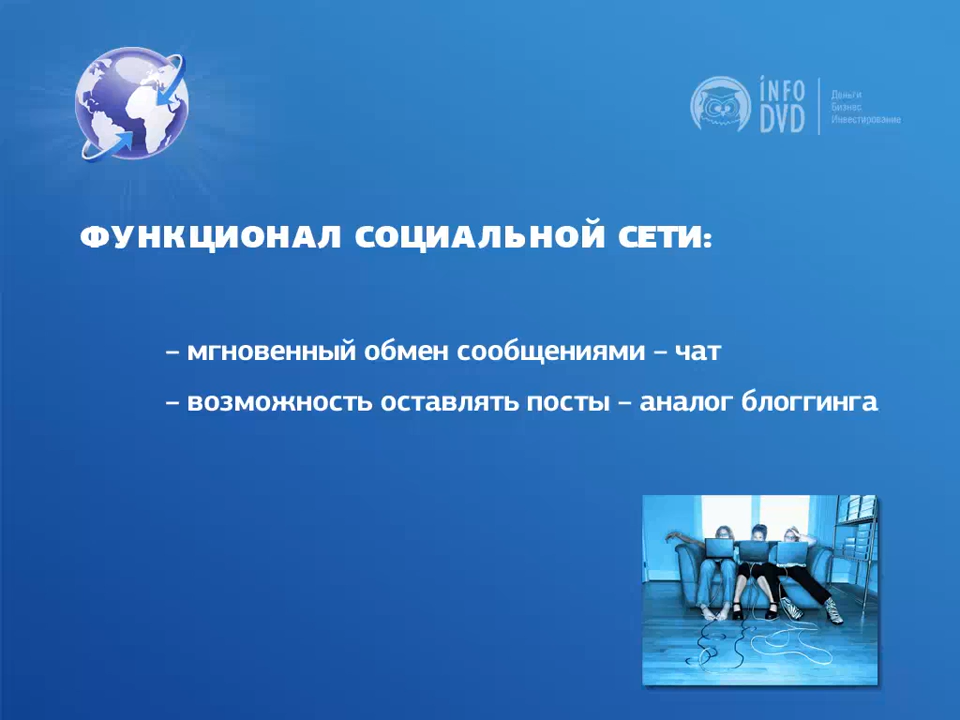 iNFO
DVD
Деньги
Бизнес
Инвестирование
ФУНКЦИОНАЛ СОЦИАЛЬНОЙ СЕТИ:
– мгновенный обмен сообщениями – чат
– возможность оставлять посты – аналог блоггинга